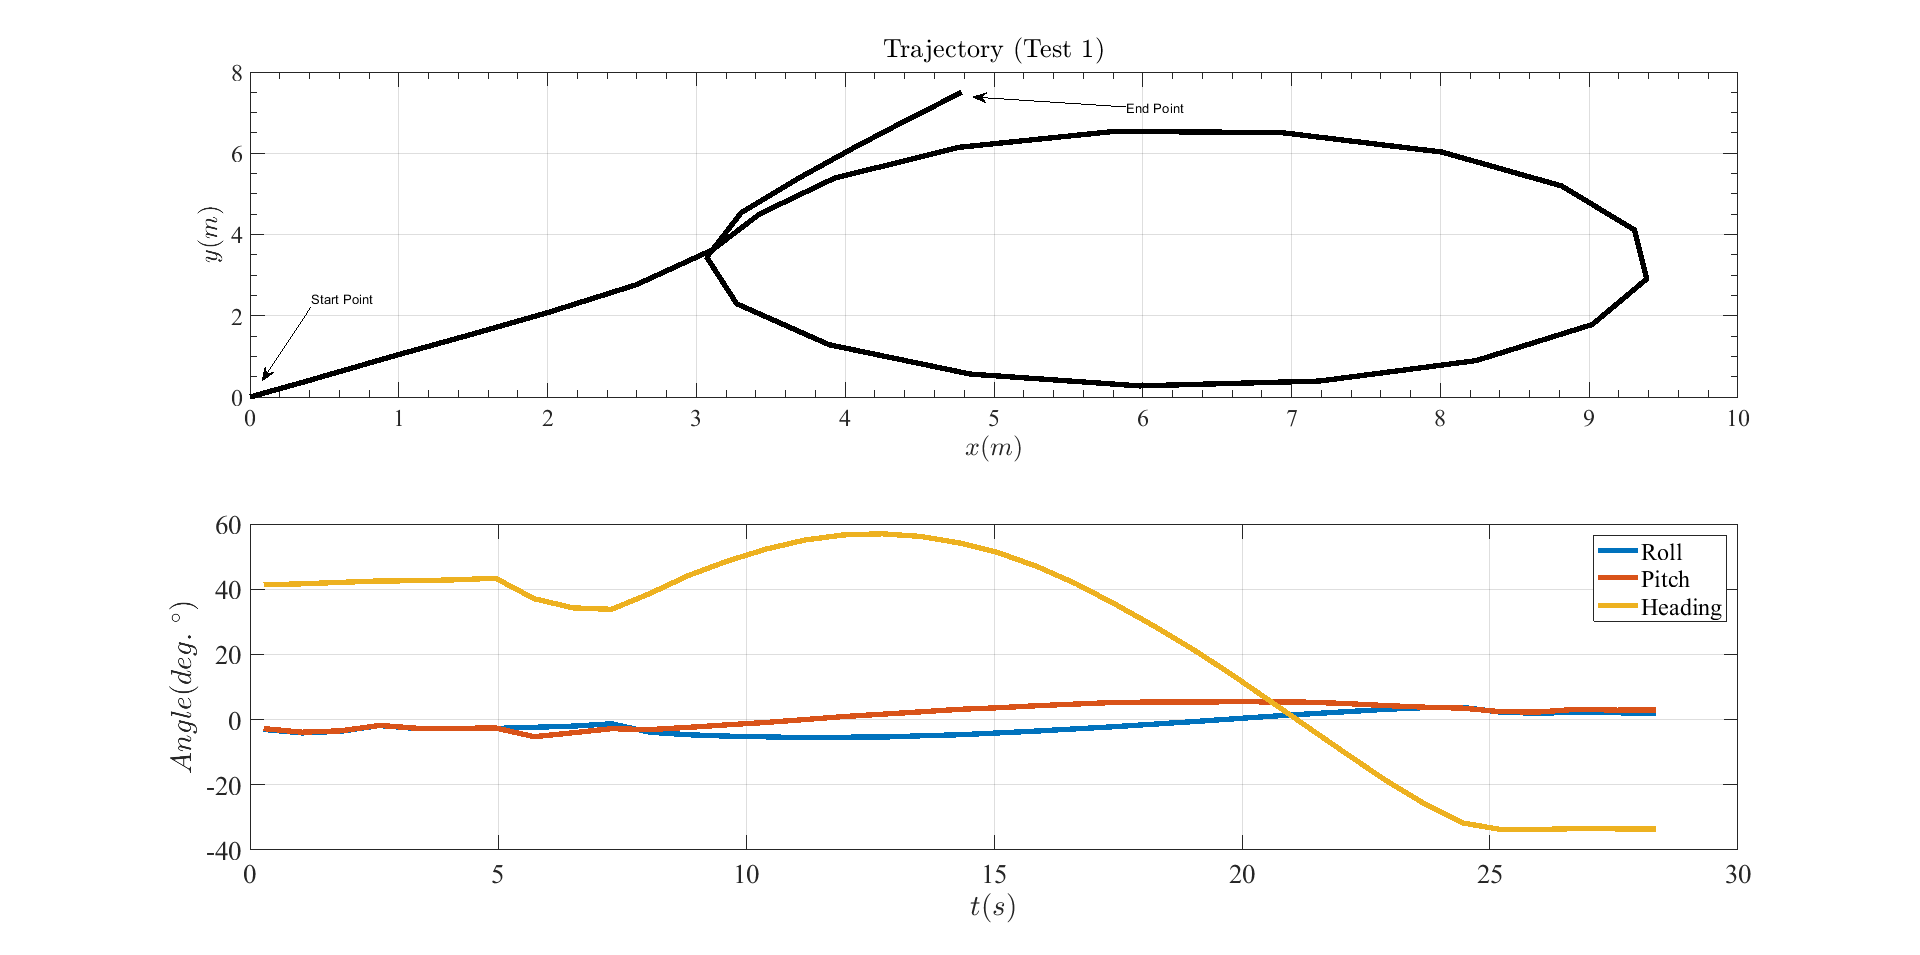 Trajectory (Test 1)
8
6
4
2
0
y(m)
End Point
Start Point
0 1 2 3 4 5 6 7 8 9 10
x(m)
60
40
20
0
-20
-40
Angle(deg. °)
Roll
Pitch
Heading
0 5 10 15 20 25 30
t(s)